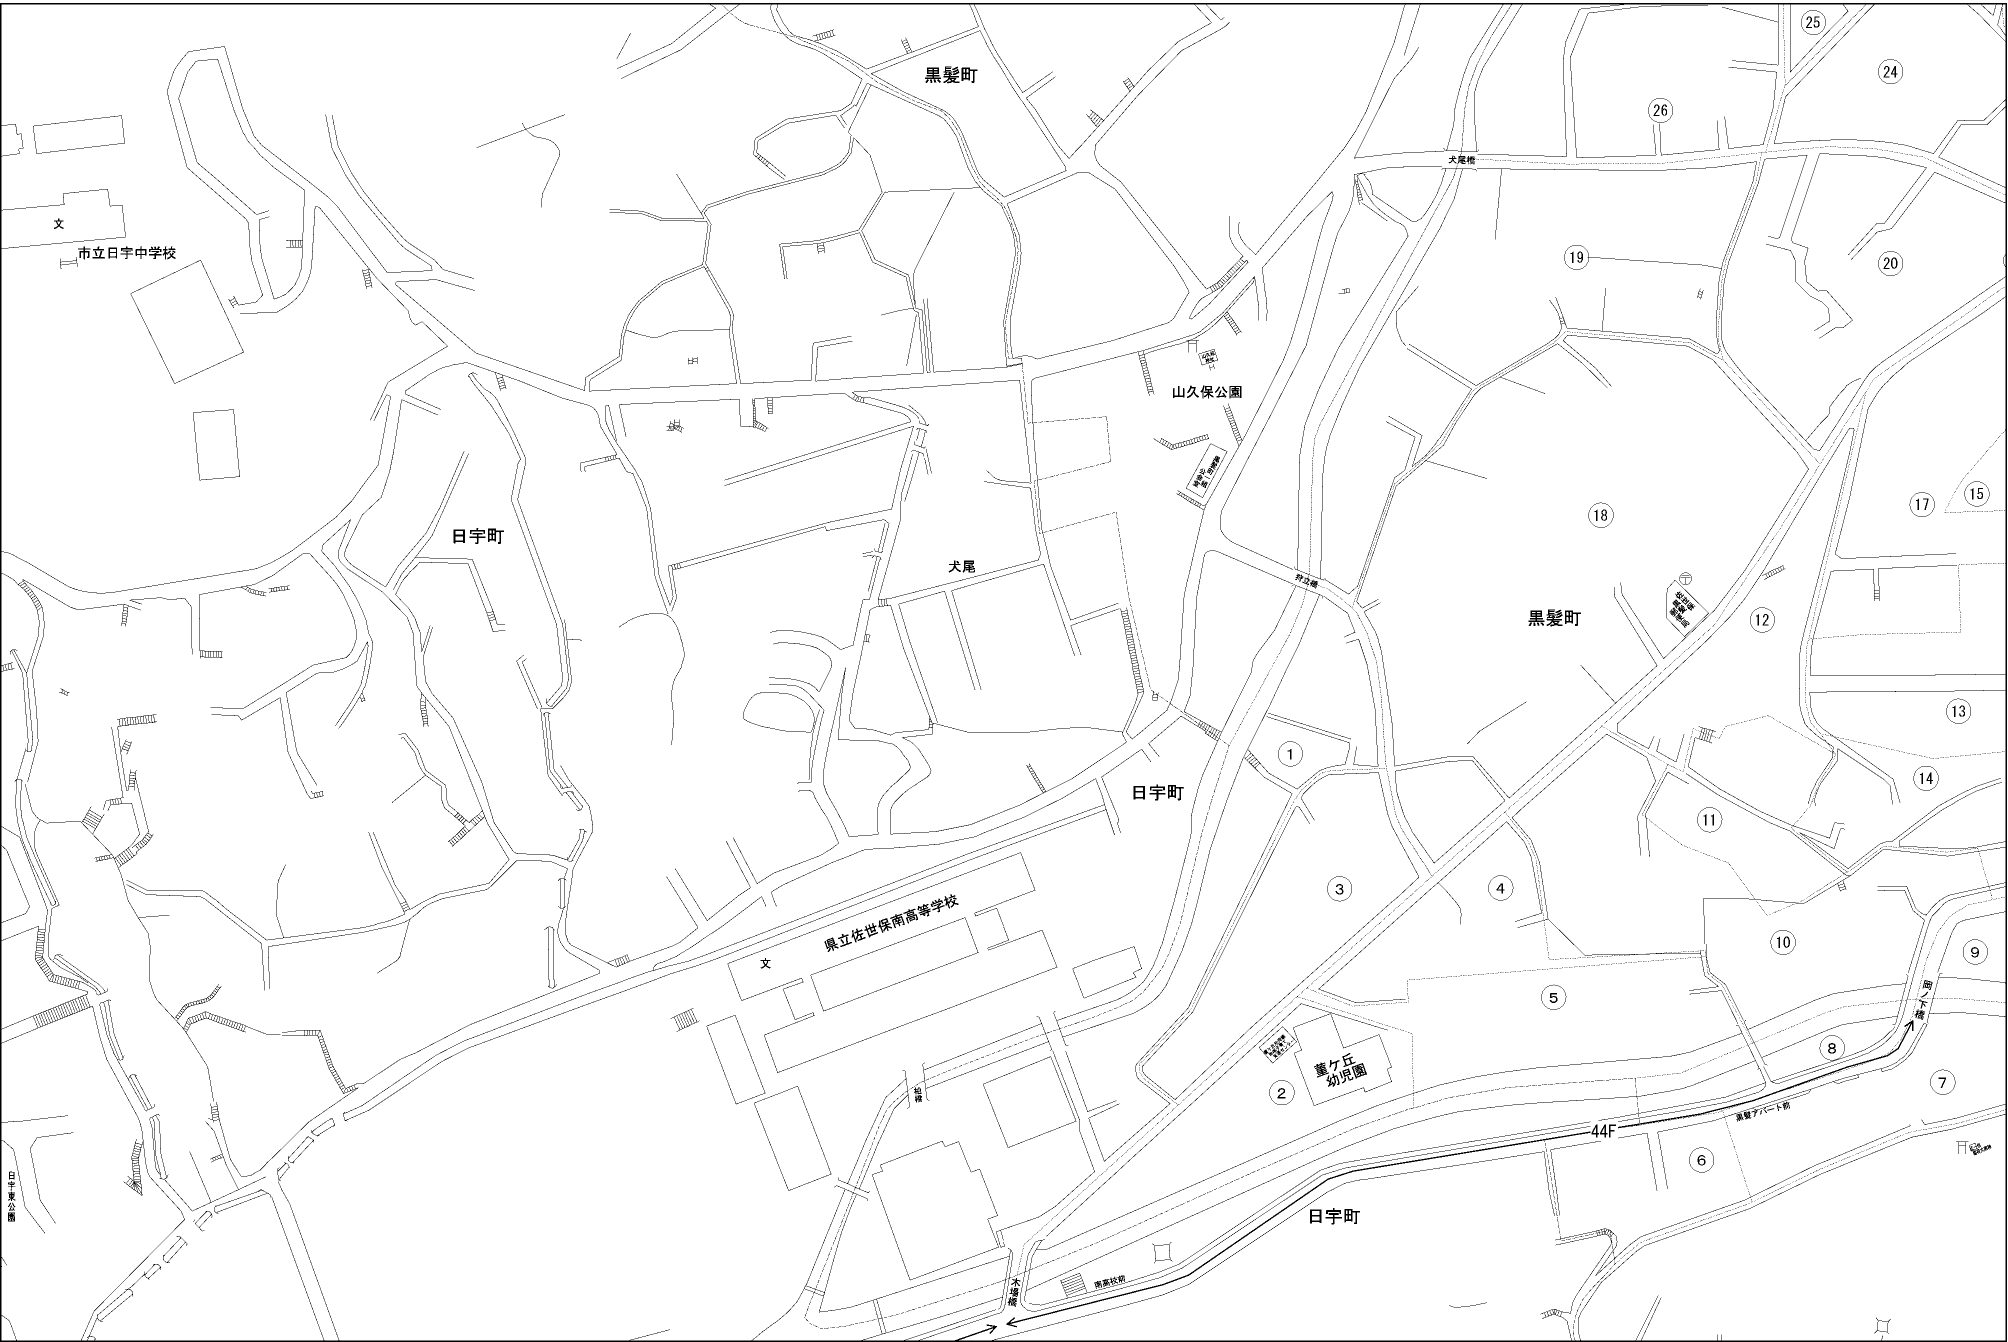 25
黒髪町
24
26
犬尾橋
文
市立日宇中学校
19
20
山久保公園
17
15
18
日宇町
犬尾
狩立橋
黒髪町
12
13
1
14
日宇町
11
3
4
県立佐世保南高等学校
文
10
9
5
岡ノ下橋
8
菫ケ丘
幼児園
2
7
黒髪アパート前
44F
6
日宇東公園
日宇町
南高校前
木場橋